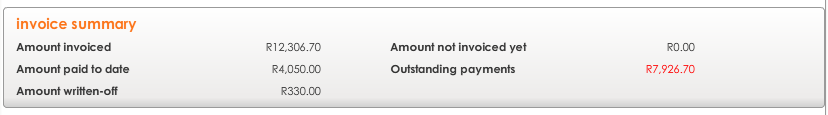 invoice summary
Amount invoiced R12,306.70 Amount not invoiced yet R0.00
Amount paid to date R4,050.00 Outstanding payments R7,926.70
Amount written-off R330.00